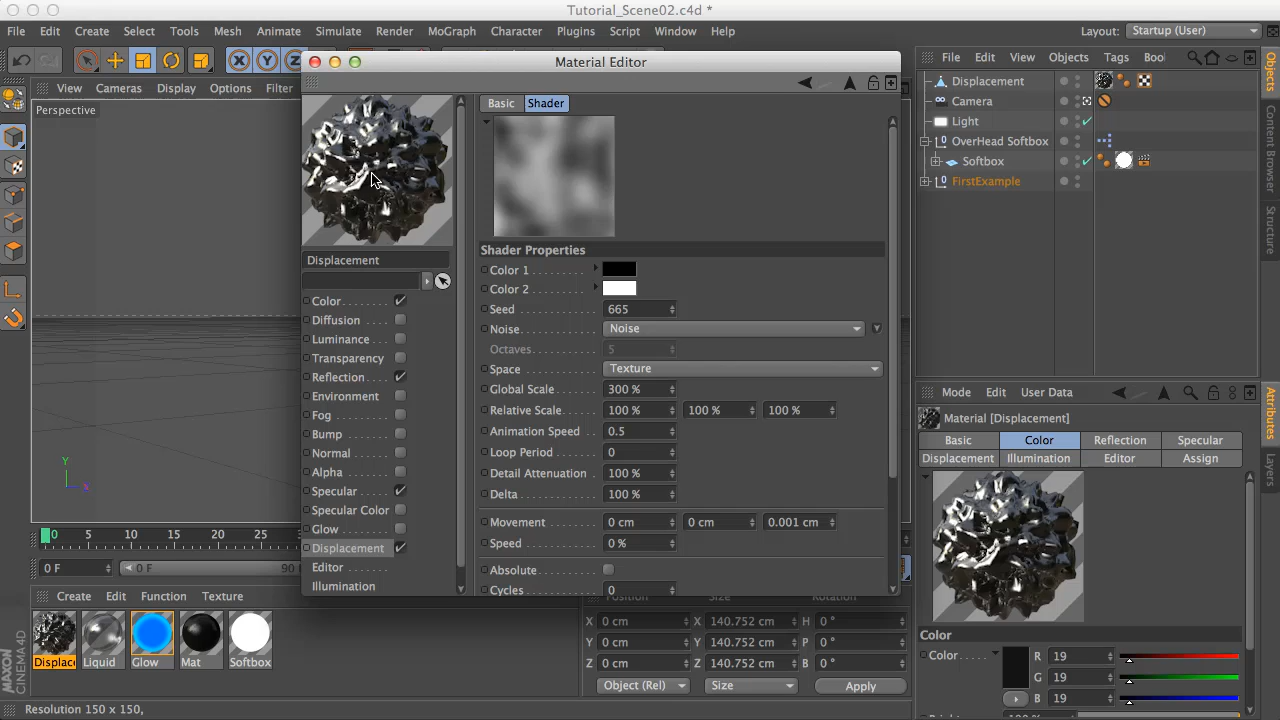 Tutorial_Scene02.c4d *
File Edit Create Select Tools Mesh Animate Simulate Render MoGraph Character Plugins Script Window Help Layout: Startup (User)
X Y Z
Material Editor
File Edit View Objects Tags Boo
View Cameras Display Options Filter
Perspective
Basic Shader
Displacement
Camera
Light
OverHead Softbox
Softbox
FirstExample
Objects
Content Browser
Structure
Displacement
Color
Diffusion
Luminance
Transparency
Reflection
Environment
Fog
Bump
Normal
Alpha
Specular
Specular Color
Glow
Displacement
Editor
Illumination
Shader Properties
Color 1
Color 2
Seed 665
Noise Noise
Octaves 5
Space Texture
Global Scale 300 %
Relative Scale 100 % 100 % 100 %
Animation Speed 0.5
Loop Period 0
Detail Attenuation 100 %
Delta 100 %
Movement 0 cm 0 cm 0.001 cm
Speed 0 %
Absolute
Cycles 0
Mode Edit User Data
Material [Displacement]
Basic Color Reflection Specular
Displacement Illumination Editor Assign
Attributes
Layers
Color
Color R 19
G 19
B 19
Y
X
0 5 10 15 20 25 30
0 F 0 F 90
Create Edit Function Texture
Displace Liquid Glow Mat Softbox
Position Size Rotation
X 0 cm X 140.752 cm H 0 °
Y 0 cm Y 140.752 cm P 0 °
Z 0 cm Z 140.752 cm B 0 °
Object (Rel) Size Apply
MAXON CINEMA4D
Resolution 150 x 150,